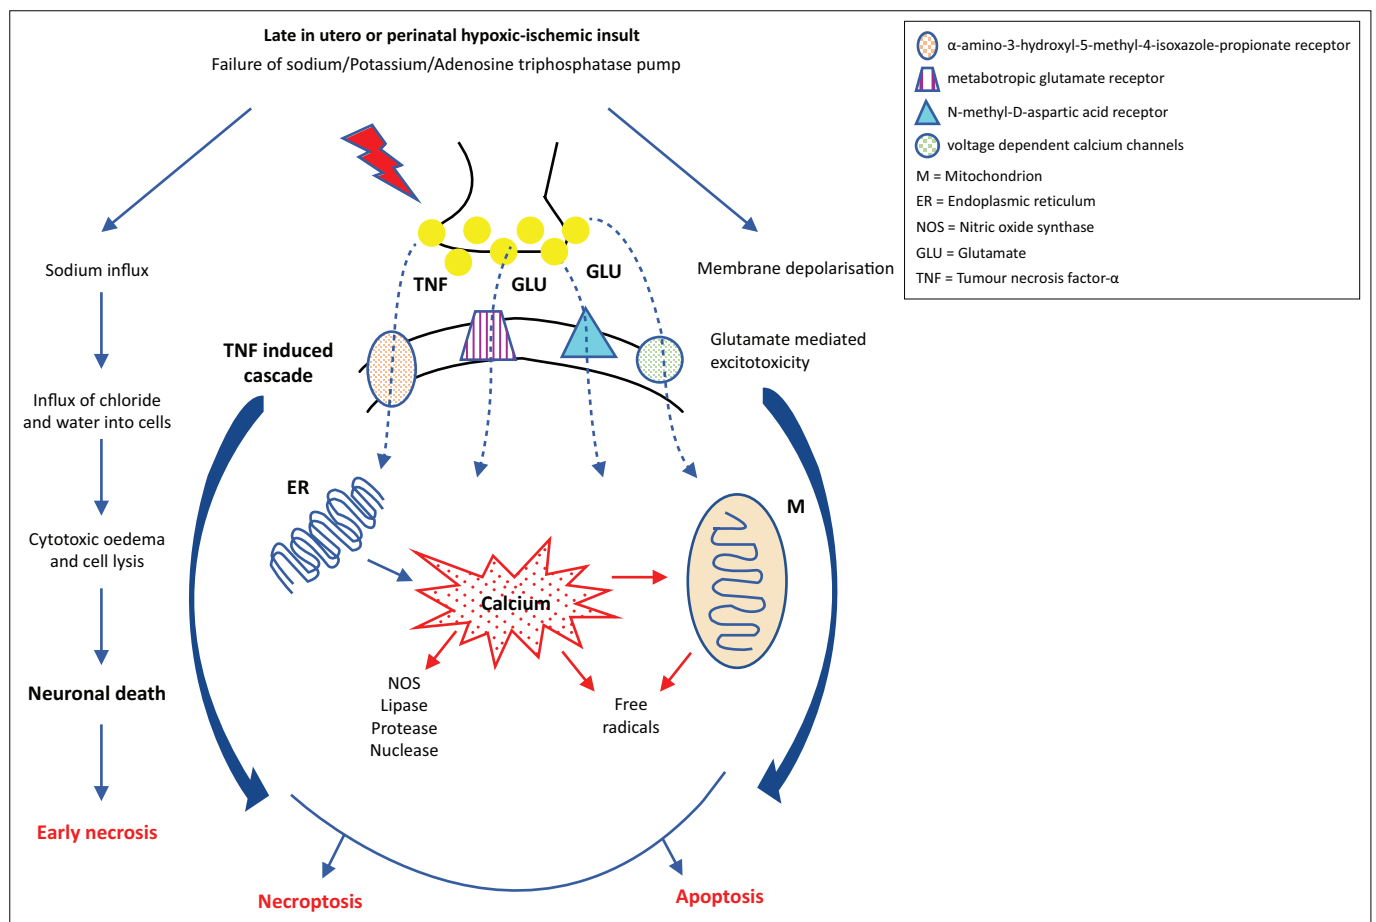 Late in utero or perinatal hypoxic-ischemic insult
Failure of sodium/Potassium/Adenosine triphosphatase pump
α-amino-3-hydroxyl-5-methyl-4-isoxazole-propionate receptor
metabotropic glutamate receptor
N-methyl-D-aspartic acid receptor
voltage dependent calcium channels
M = Mitochondrion
ER = Endoplasmic reticulum
NOS = Nitric oxide synthase
GLU = Glutamate
TNF = Tumour necrosis factor-α
Sodium influx
Influx of chloride
and water into cells
Cytotoxic oedema
and cell lysis
Neuronal death
Early necrosis
TNF
GLU
GLU
Membrane depolarisation
Glutamate mediated
excitotoxicity
TNF induced
cascade
ER
M
Calcium
NOS
Lipase
Protease
Nuclease
Free
radicals
Necroptosis
Apoptosis